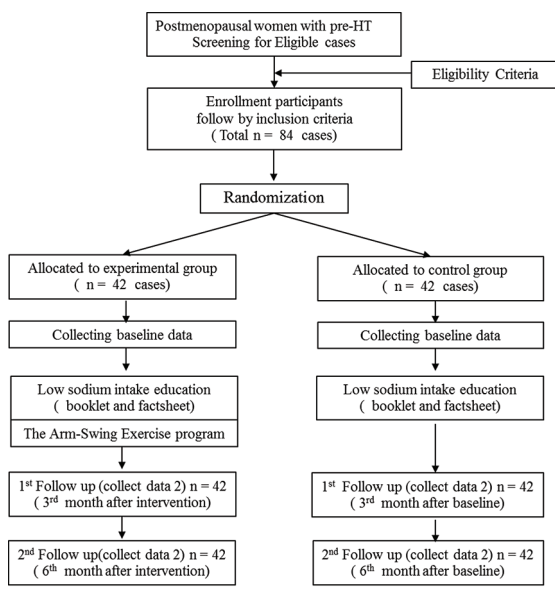 Postmenopausal women with pre-HT
Screening for Eligible cases
Eligibility Criteria
Enrollment participants
follow by inclusion criteria
( Total n = 84 cases)
Randomization
Allocated to experimental group
( n = 42 cases)
Collecting baseline data
Low sodium intake education
( booklet and factsheet)
The Arm-Swing Exercise program
1st Follow up (collect data 2) n = 42
( 3rd month after intervention)
2nd Follow up(collect data 2) n = 42
( 6th month after intervention)
Allocated to control group
( n = 42 cases)
Collecting baseline data
Low sodium intake education
( booklet and factsheet)
1st Follow up (collect data 2) n = 42
( 3rd month after baseline)
2nd Follow up (collect data 2) n = 42
( 6th month after baseline)